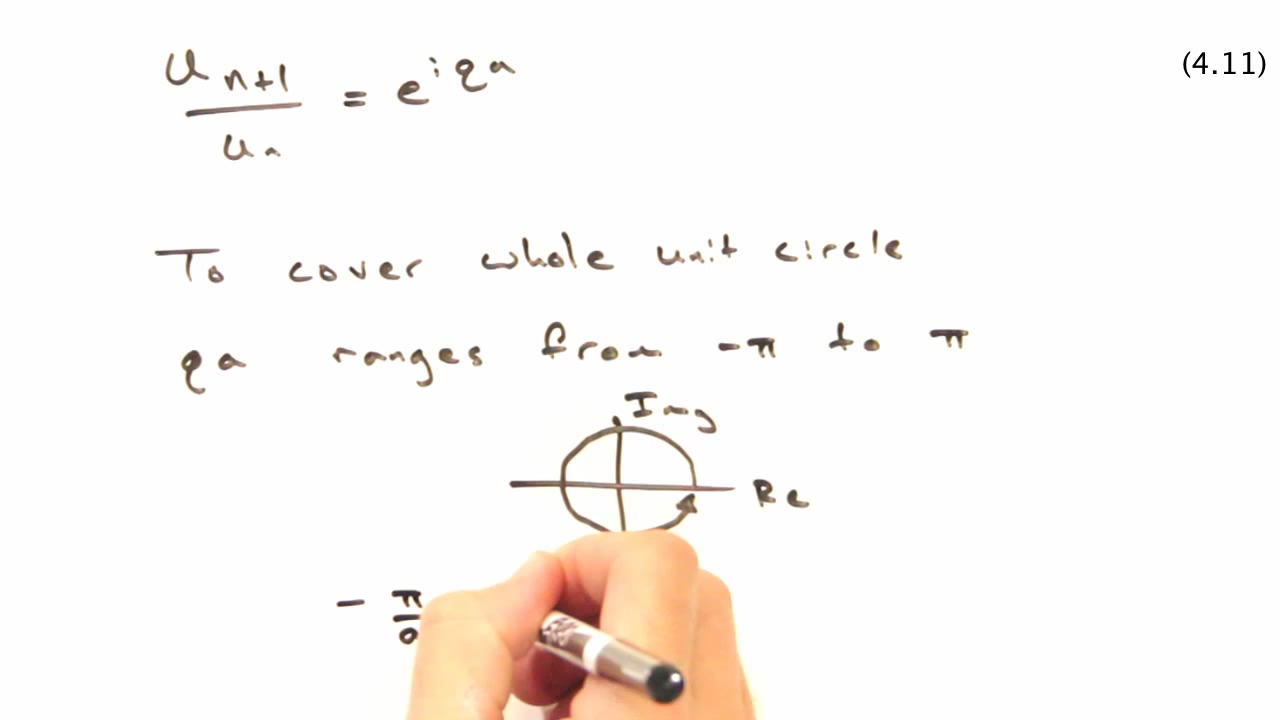 u_{n+1} / u_n = e^{iqa} (4.11)
To cover whole unit circle
qa ranges from -π to π
Img
Re
- π/a